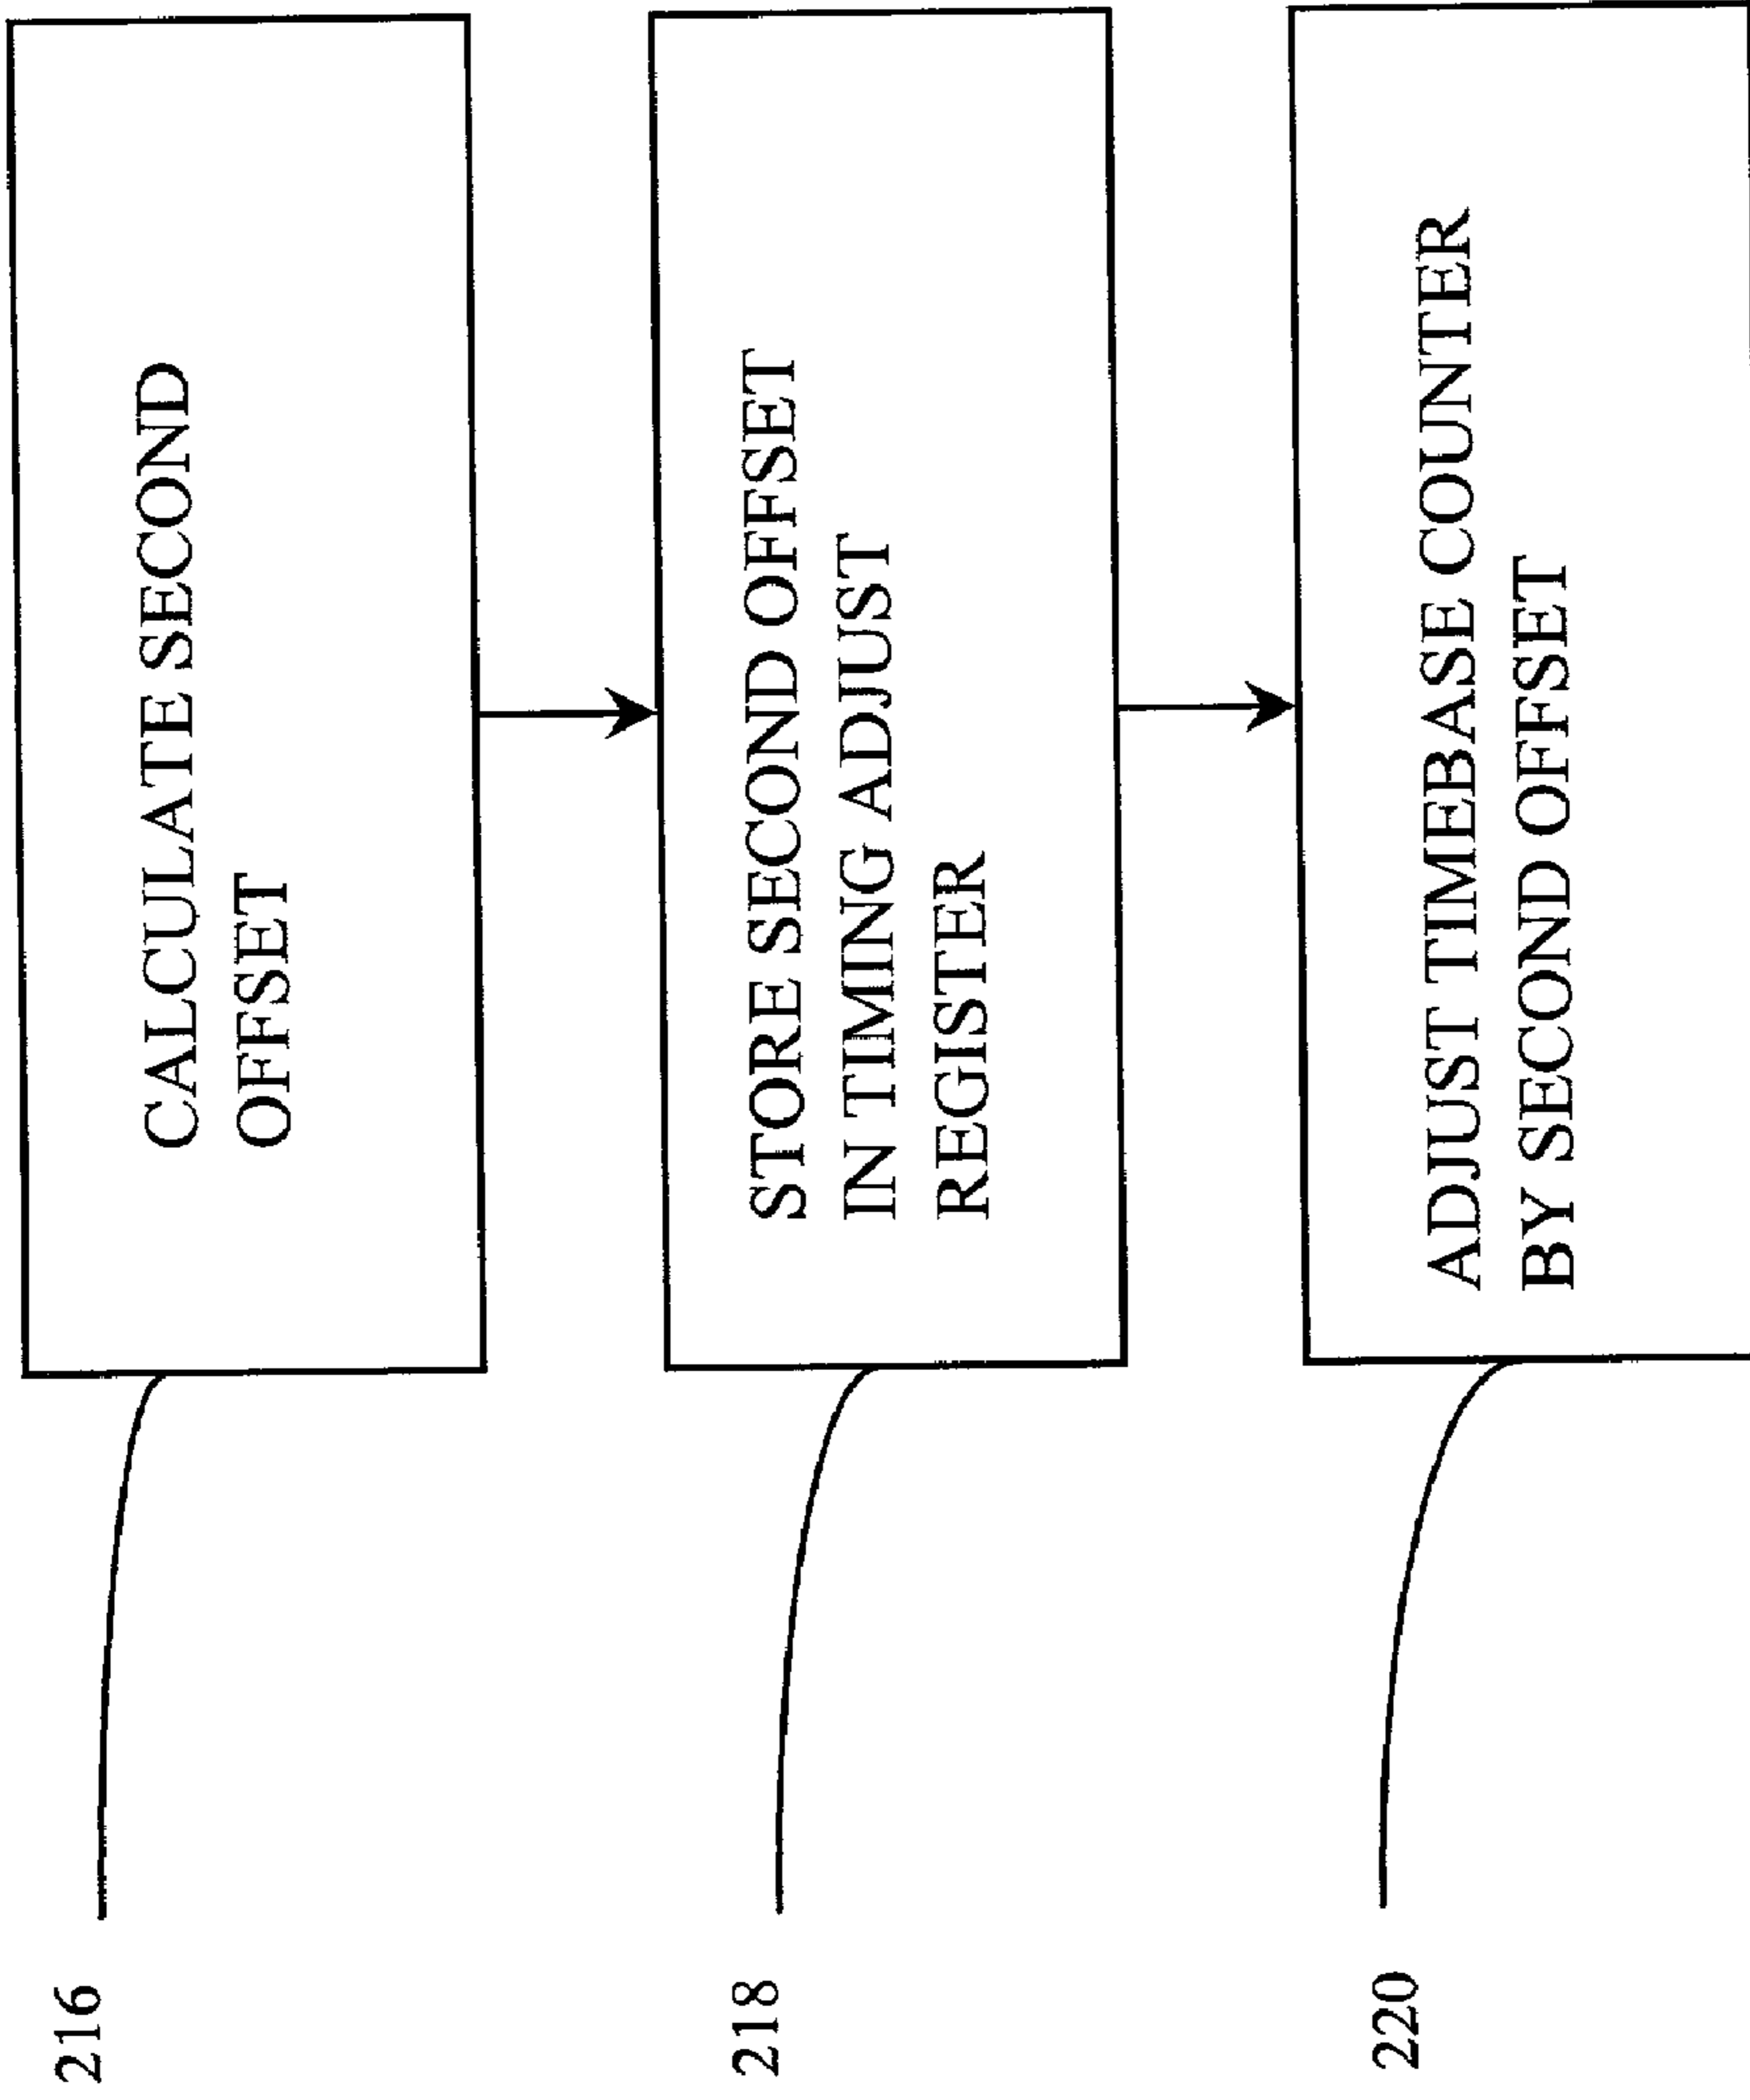 216
CALCULATE SECOND
OFFSET
218
STORE SECOND OFFSET
IN TIMING ADJUST
REGISTER
220
ADJUST TIMEBASE COUNTER
BY SECOND OFFSET